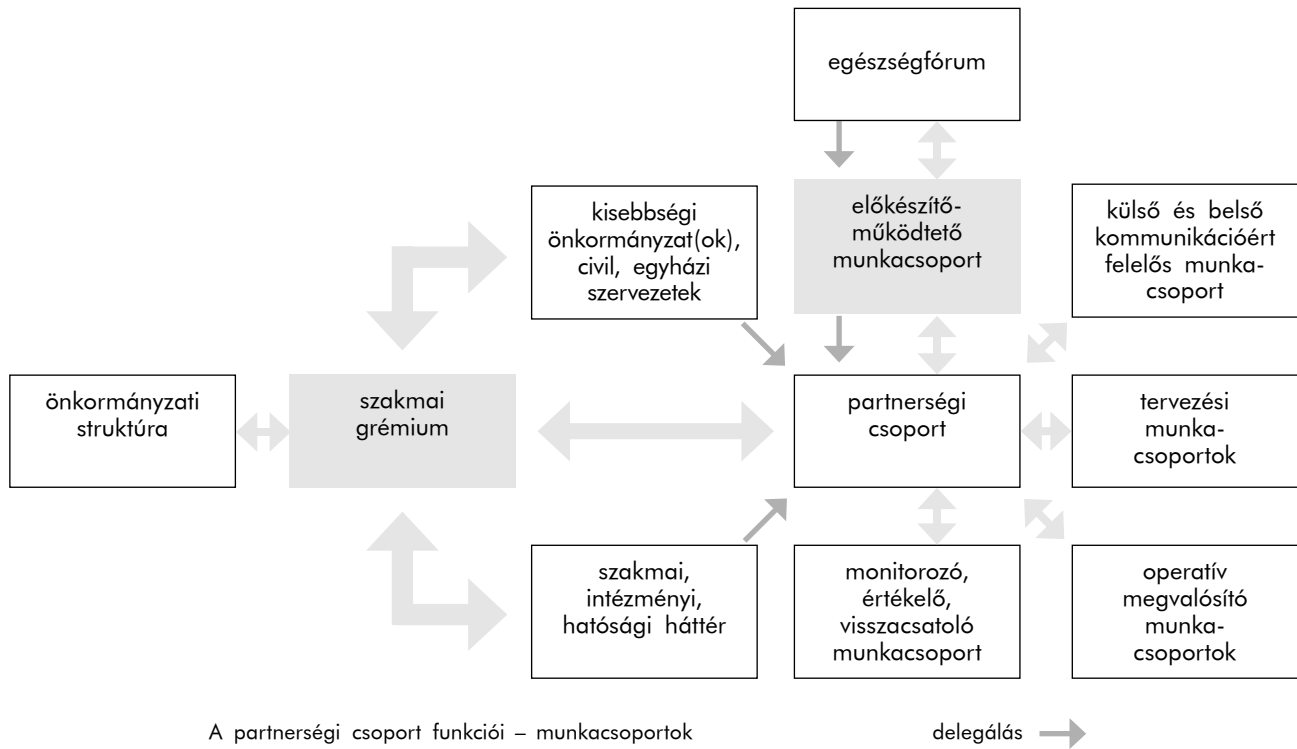 egészségfórum
kisebbségi
önkormányzat(ok),
civil, egyházi
szervezetek
előkészítő-
működtető
munkacsoport
külső és belső
kommunikációért
felelős munka-
csoport
önkormányzati
struktúra
szakmai
grémium
partnerségi
csoport
tervezési
munka-
csoportok
szakmai,
intézményi,
hatósági háttér
monitorozó,
értékelő,
visszacsatoló
munkacsoport
operatív
megvalósító
munka-
csoportok
A partnerségi csoport funkciói – munkacsoportok
delegálás